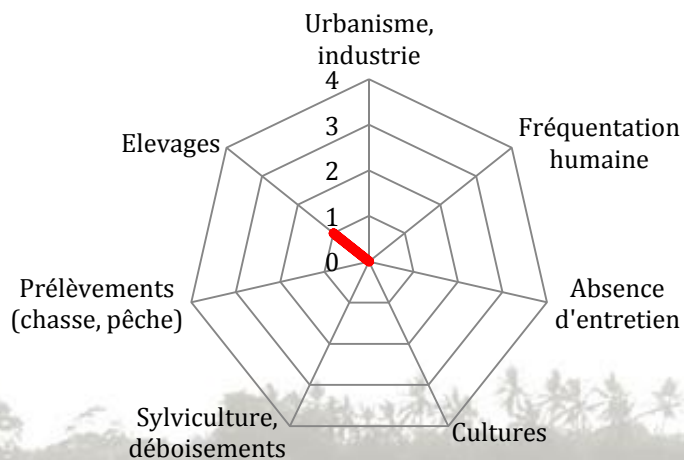 Urbanisme,
industrie
4
3
2
1
0
Fréquentation
humaine
Absence
d'entretien
Cultures
Sylviculture,
déboisements
Prélèvements
(chasse, pêche)
Elevages